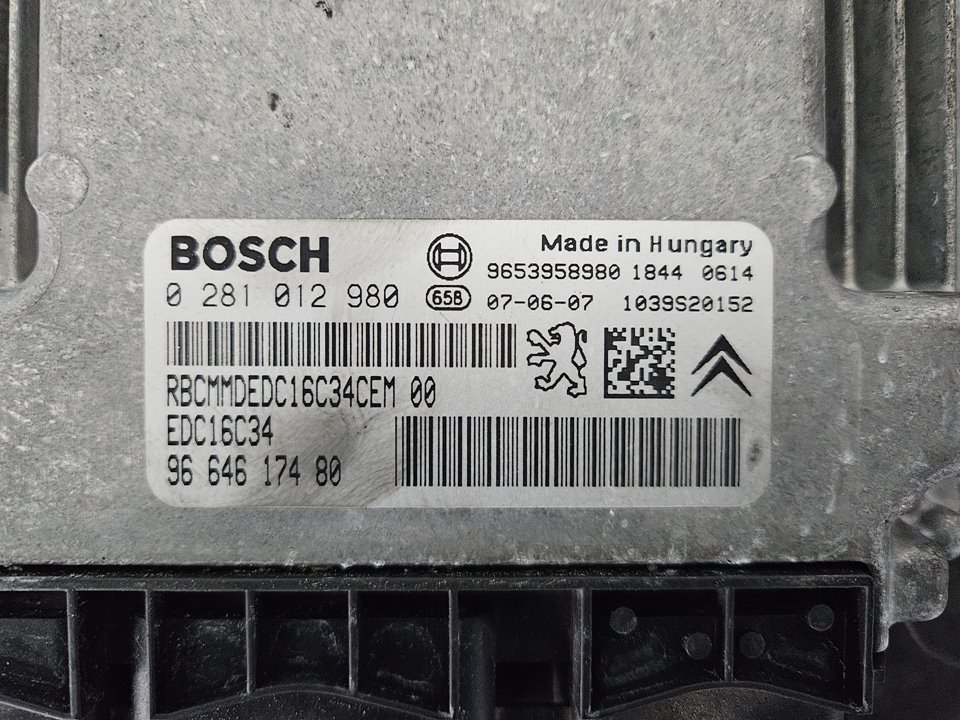 BOSCH
Made in Hungary
9653958980 1844 0614
0 281 012 980
658 07-06-07 1039S20152
RBCMMDEDC16C34CEM 00
EDC16C34
96 646 174 80